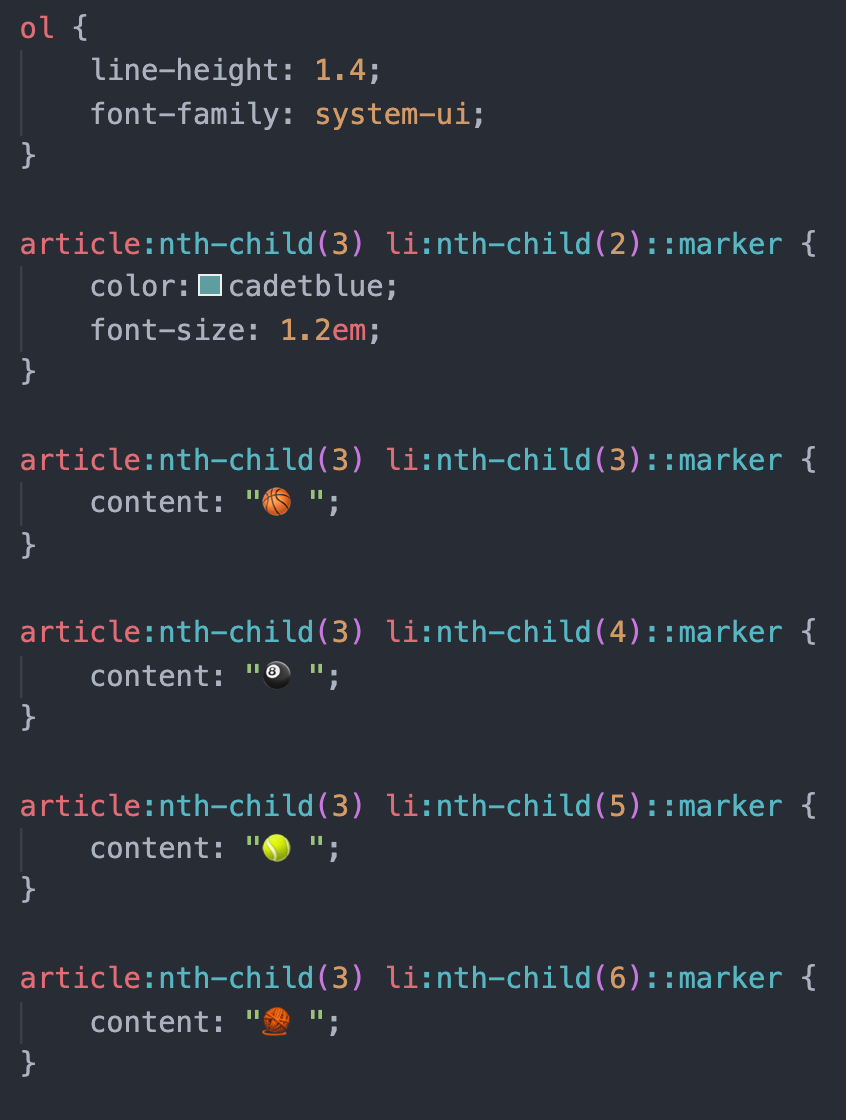 ol {
    line-height: 1.4;
    font-family: system-ui;
}

article:nth-child(3) li:nth-child(2)::marker {
    color: cadetblue;
    font-size: 1.2em;
}

article:nth-child(3) li:nth-child(3)::marker {
    content: "🏀 ";
}

article:nth-child(3) li:nth-child(4)::marker {
    content: "🎱 ";
}

article:nth-child(3) li:nth-child(5)::marker {
    content: "🎾 ";
}

article:nth-child(3) li:nth-child(6)::marker {
    content: "🧶 ";
}